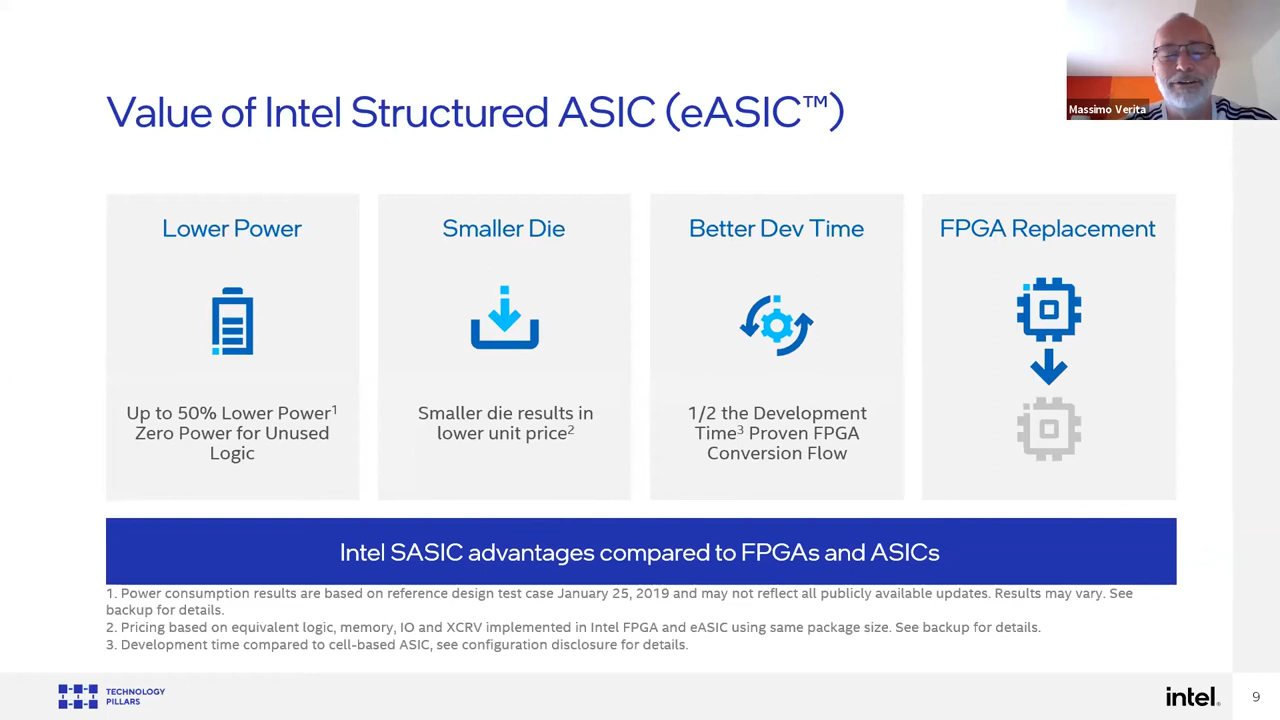 Massimo Verita
Value of Intel Structured ASIC (eASIC™)
Lower Power
Up to 50% Lower Power¹
Zero Power for Unused
Logic
Smaller Die
Smaller die results in
lower unit price²
Better Dev Time
1/2 the Development
Time³ Proven FPGA
Conversion Flow
FPGA Replacement
Intel SASIC advantages compared to FPGAs and ASICs
1. Power consumption results are based on reference design test case January 25, 2019 and may not reflect all publicly available updates. Results may vary. See
backup for details.
2. Pricing based on equivalent logic, memory, IO and XCRV implemented in Intel FPGA and eASIC using same package size. See backup for details.
3. Development time compared to cell-based ASIC, see configuration disclosure for details.
TECHNOLOGY
PILLARS
intel.
9